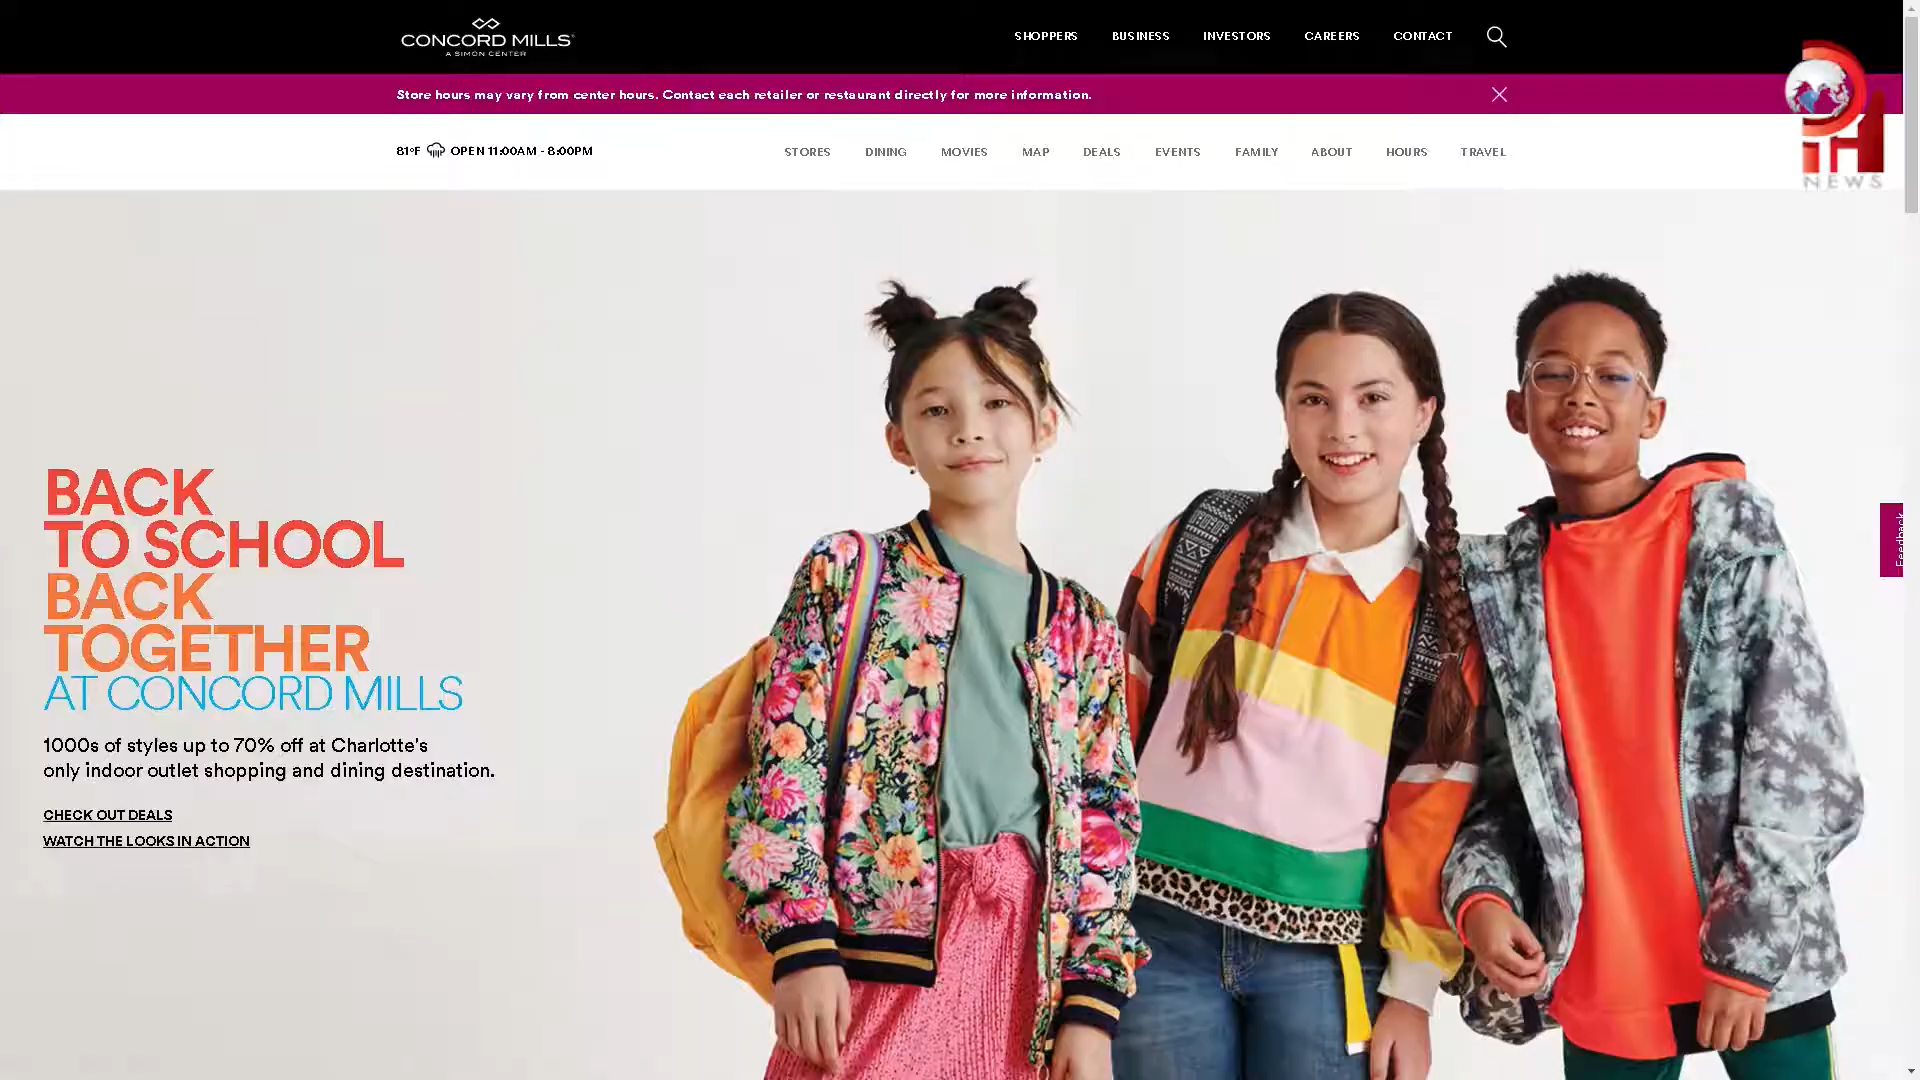 CONCORD MILLS
A SIMON CENTER
SHOPPERS BUSINESS INVESTORS CAREERS CONTACT
Store hours may vary from center hours. Contact each retailer or restaurant directly for more information.
81°F OPEN 11:00AM - 8:00PM
STORES DINING MOVIES MAP DEALS EVENTS FAMILY ABOUT HOURS TRAVEL
NEWS
BACK
TO SCHOOL
BACK
TOGETHER
AT CONCORD MILLS
1000s of styles up to 70% off at Charlotte's
only indoor outlet shopping and dining destination.
CHECK OUT DEALS
WATCH THE LOOKS IN ACTION
Feedback